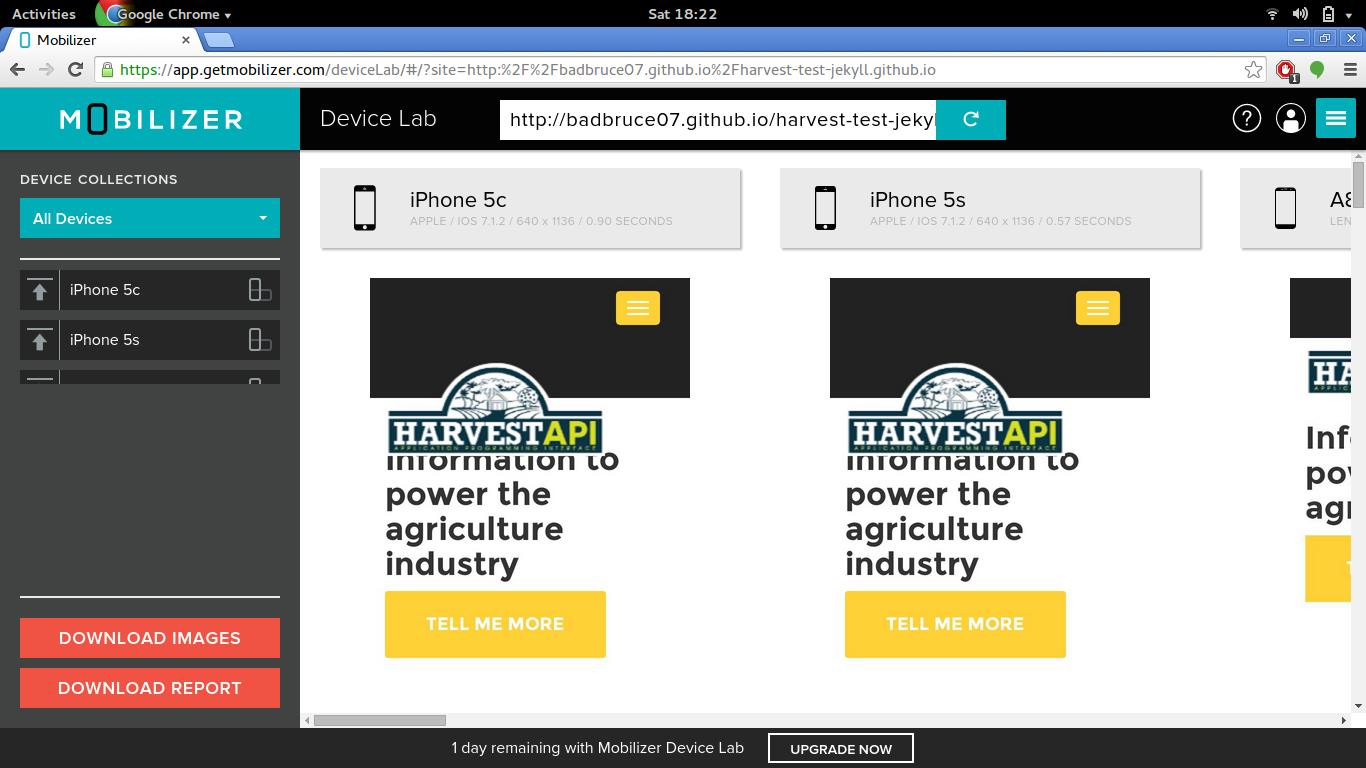 Activities
Google Chrome
Sat 18:22
Mobilizer
https://app.getmobilizer.com/deviceLab/#/?site=http:%2F%2Fbadbruce07.github.io%2Fharvest-test-jekyll.github.io
1
MOBILIZER
Device Lab
http://badbruce07.github.io/harvest-test-jekyl
?
DEVICE COLLECTIONS
All Devices
iPhone 5c
iPhone 5s
DOWNLOAD IMAGES
DOWNLOAD REPORT
iPhone 5c
APPLE / IOS 7.1.2 / 640 x 1136 / 0.90 SECONDS
HARVESTAPI
APPLICATION PROGRAMMING INTERFACE
Information to
power the
agriculture
industry
TELL ME MORE
iPhone 5s
APPLE / IOS 7.1.2 / 640 x 1136 / 0.57 SECONDS
HARVESTAPI
APPLICATION PROGRAMMING INTERFACE
Information to
power the
agriculture
industry
TELL ME MORE
A8
LEN
HA
Inf
po
agr
1 day remaining with Mobilizer Device Lab
UPGRADE NOW